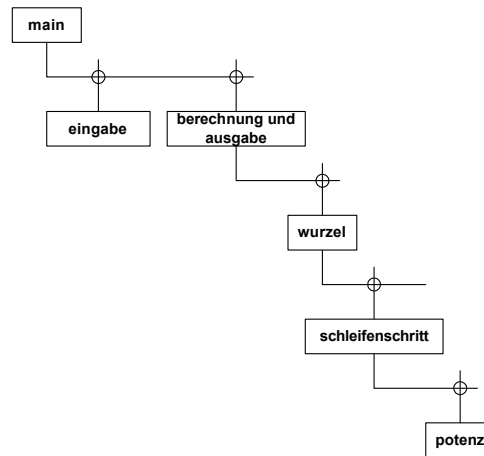 main
eingabe
berechnung und
ausgabe
wurzel
schleifenschritt
potenz